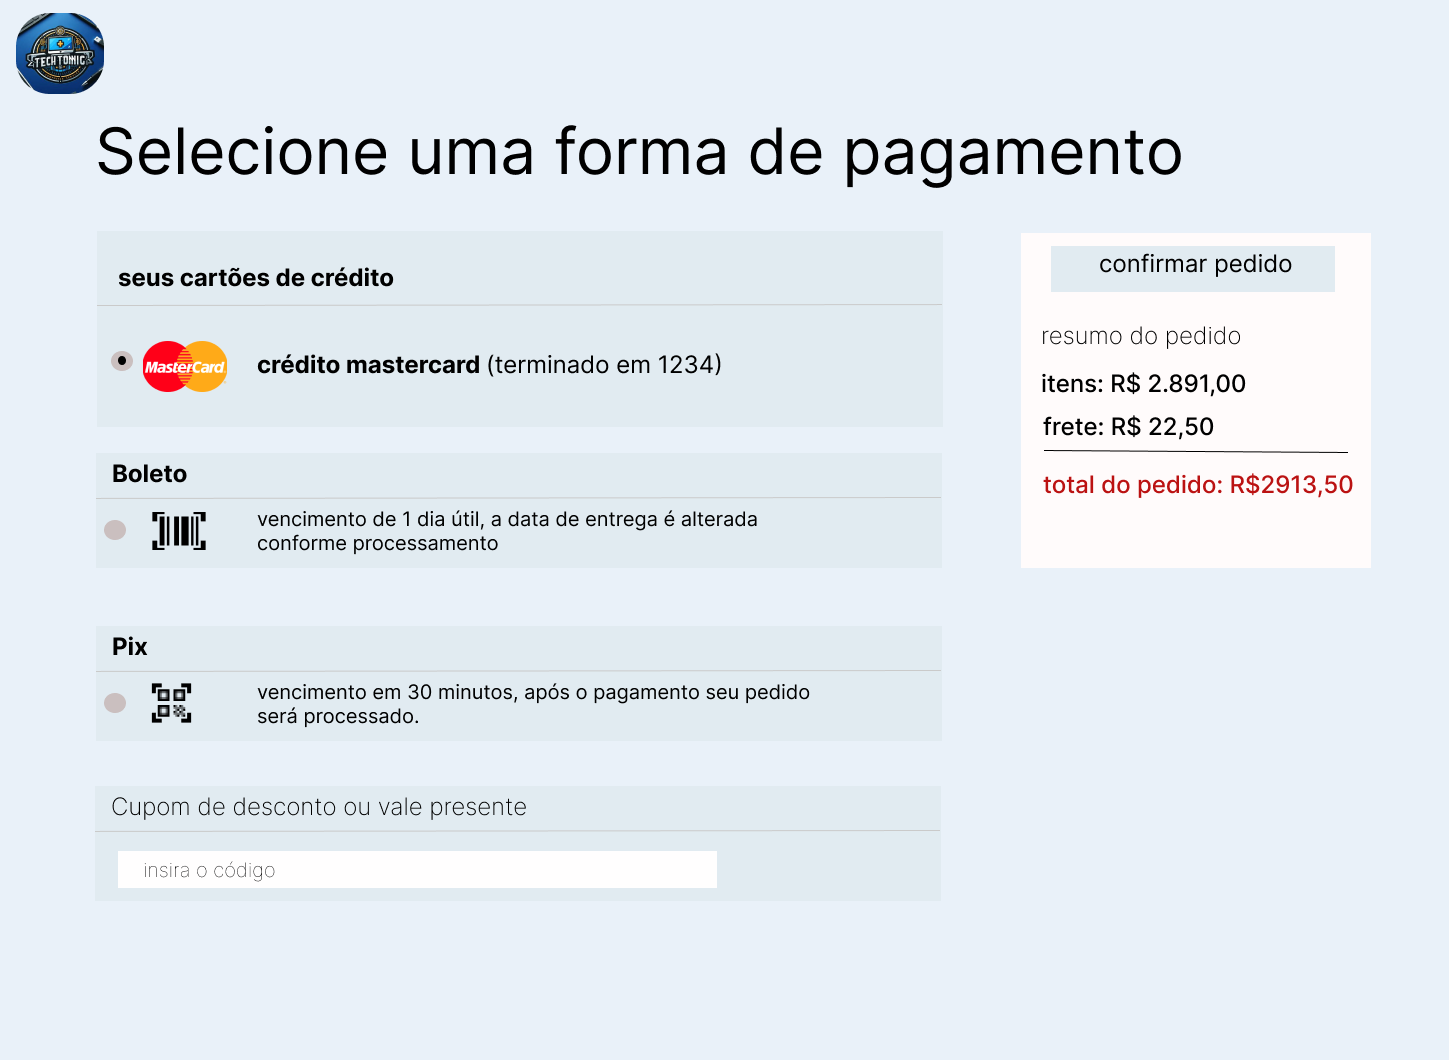 TECHTONIC
Selecione uma forma de pagamento
seus cartões de crédito
MasterCard
crédito mastercard (terminado em 1234)
Boleto
vencimento de 1 dia útil, a data de entrega é alterada
conforme processamento
Pix
vencimento em 30 minutos, após o pagamento seu pedido
será processado.
Cupom de desconto ou vale presente
insira o código
confirmar pedido
resumo do pedido
itens: R$ 2.891,00
frete: R$ 22,50
total do pedido: R$2913,50